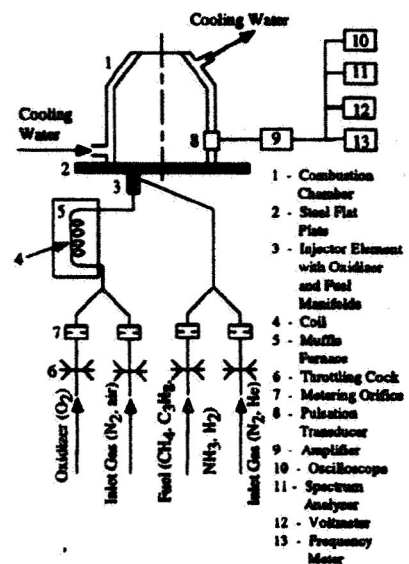 Cooling
Water
Cooling
Water
1
2
3
4
5
6
7
8
9
10
11
12
13
Oxidizer (O2)
Inlet Gas (N2, air)
Fuel (CH4, C3H8,
NH3, H2)
Inlet Gas (N2, He)
1 - Combustion
Chamber
2 - Steel Flat
Plate
3 - Injector Element
with Oxidizer
and Fuel
Manifolds
4 - Coil
5 - Muffle
Furnace
6 - Throttling Cock
7 - Metering Orifice
8 - Pulsation
Transducer
9 - Amplifier
10 - Oscilloscope
11 - Spectrum
Analyzer
12 - Voltmeter
13 - Frequency
Meter